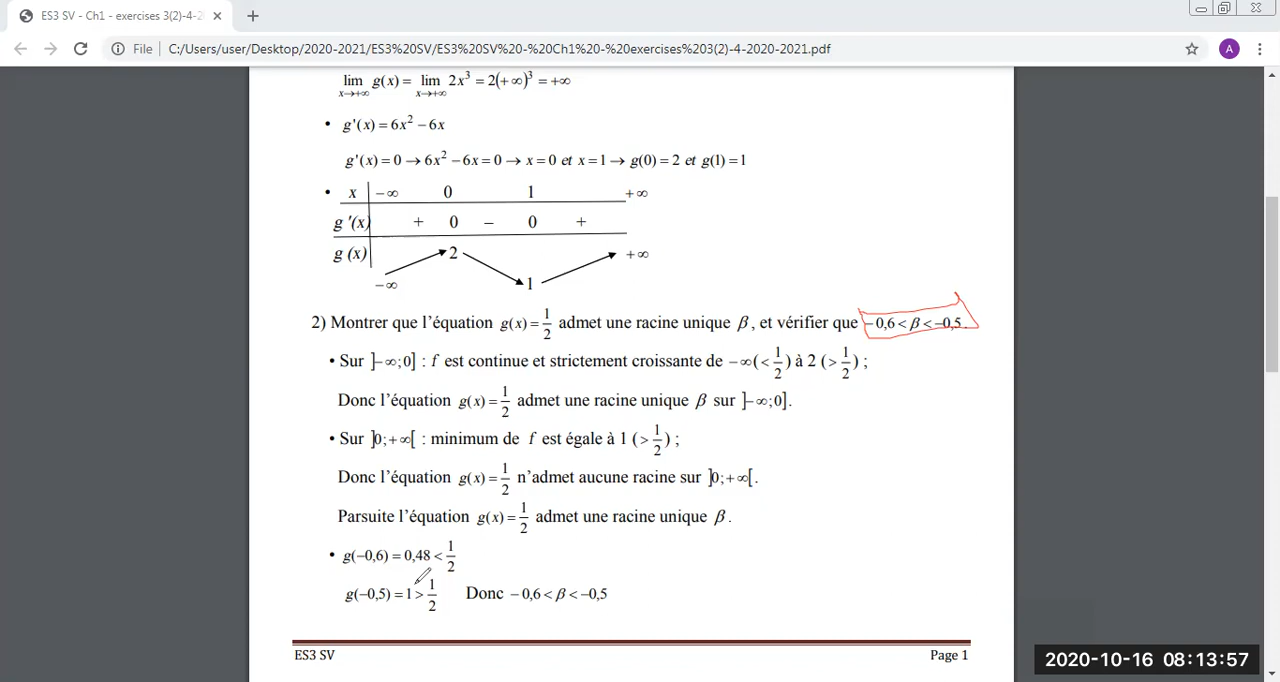 ES3 SV - Ch1 - exercises 3(2)-4-2
File C:/Users/user/Desktop/2020-2021/ES3%20SV/ES3%20SV%20-%20Ch1%20-%20exercises%203(2)-4-2020-2021.pdf
A
lim g(x) = lim 2x³ = 2(+∞)³ = +∞
x→+∞ x→+∞
• g'(x) = 6x² − 6x
g'(x) = 0 → 6x² − 6x = 0 → x = 0 et x = 1 → g(0) = 2 et g(1) = 1
• x −∞ 0 1 +∞
g '(x) + 0 − 0 +
g (x) 2 +∞
−∞ 1
2) Montrer que l’équation g(x) = 1/2 admet une racine unique β, et vérifier que −0,6 < β < −0,5.
• Sur ]−∞;0] : f est continue et strictement croissante de −∞(< 1/2) à 2 (> 1/2) ;
Donc l’équation g(x) = 1/2 admet une racine unique β sur ]−∞;0].
• Sur ]0;+∞[ : minimum de f est égale à 1 (> 1/2) ;
Donc l’équation g(x) = 1/2 n’admet aucune racine sur ]0;+∞[.
Parsuite l’équation g(x) = 1/2 admet une racine unique β.
• g(−0,6) = 0,48 < 1/2
g(−0,5) = 1 > 1/2 Donc −0,6 < β < −0,5
ES3 SV Page 1
2020-10-16 08:13:57